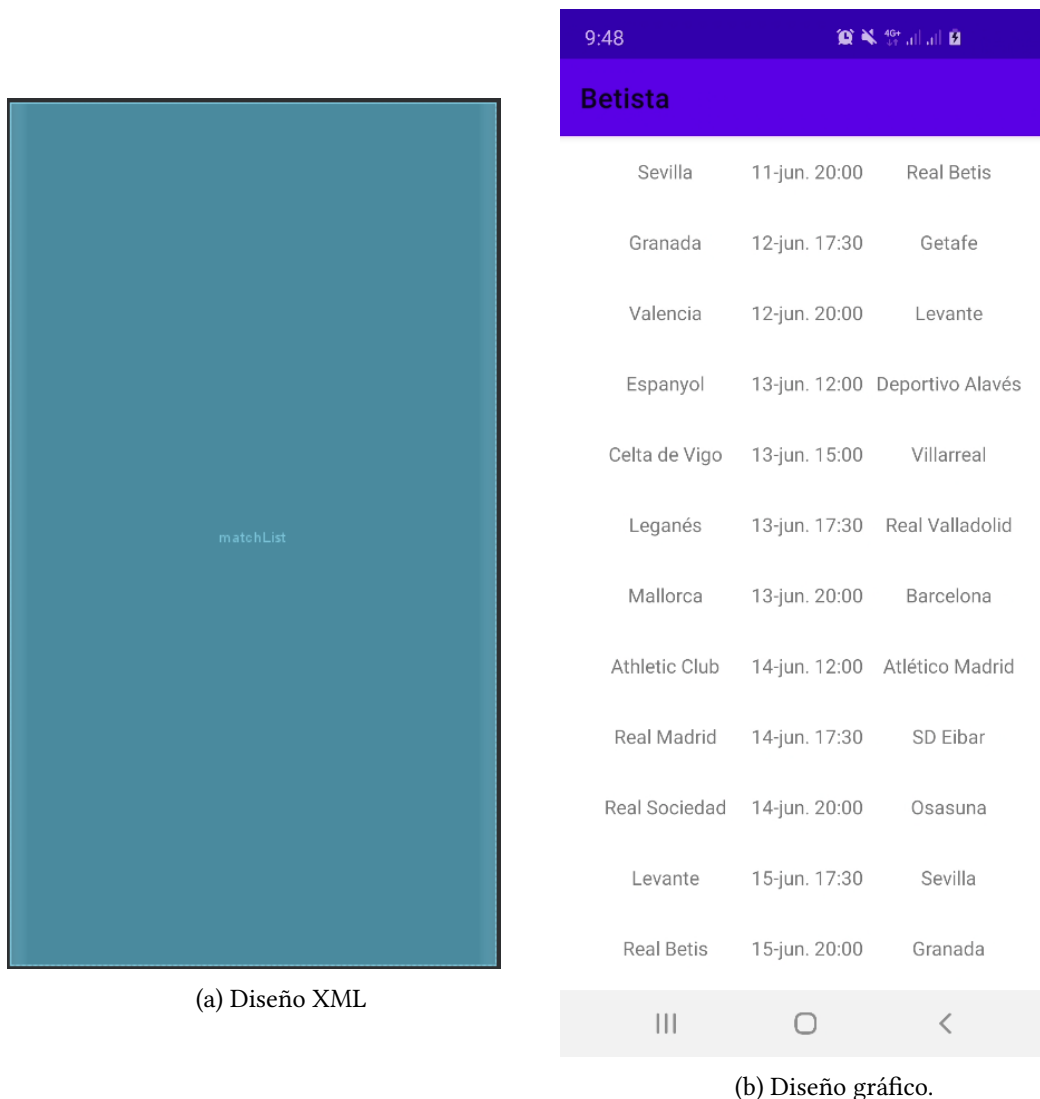 matchList
(a) Diseño XML
9:48 4G+
Betista
Sevilla 11-jun. 20:00 Real Betis
Granada 12-jun. 17:30 Getafe
Valencia 12-jun. 20:00 Levante
Espanyol 13-jun. 12:00 Deportivo Alavés
Celta de Vigo 13-jun. 15:00 Villarreal
Leganés 13-jun. 17:30 Real Valladolid
Mallorca 13-jun. 20:00 Barcelona
Athletic Club 14-jun. 12:00 Atlético Madrid
Real Madrid 14-jun. 17:30 SD Eibar
Real Sociedad 14-jun. 20:00 Osasuna
Levante 15-jun. 17:30 Sevilla
Real Betis 15-jun. 20:00 Granada
(b) Diseño gráfico.